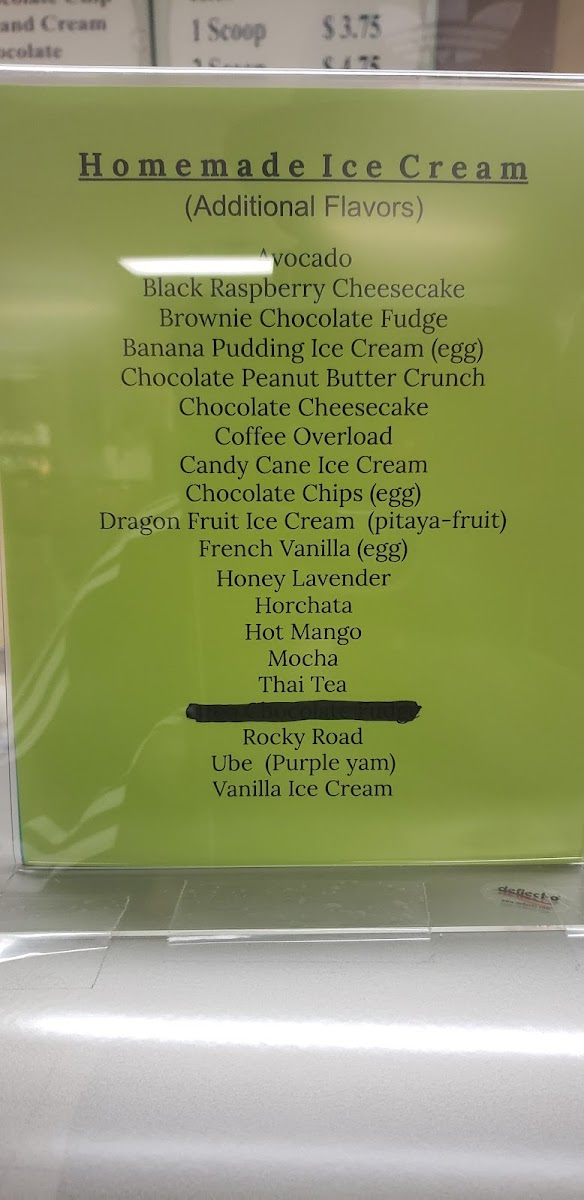 and Cream
ocolate
1 Scoop $3.75
Homemade Ice Cream
(Additional Flavors)
Avocado
Black Raspberry Cheesecake
Brownie Chocolate Fudge
Banana Pudding Ice Cream (egg)
Chocolate Peanut Butter Crunch
Chocolate Cheesecake
Coffee Overload
Candy Cane Ice Cream
Chocolate Chips (egg)
Dragon Fruit Ice Cream (pitaya-fruit)
French Vanilla (egg)
Honey Lavender
Horchata
Hot Mango
Mocha
Thai Tea
Rocky Road
Ube (Purple yam)
Vanilla Ice Cream
deflecto